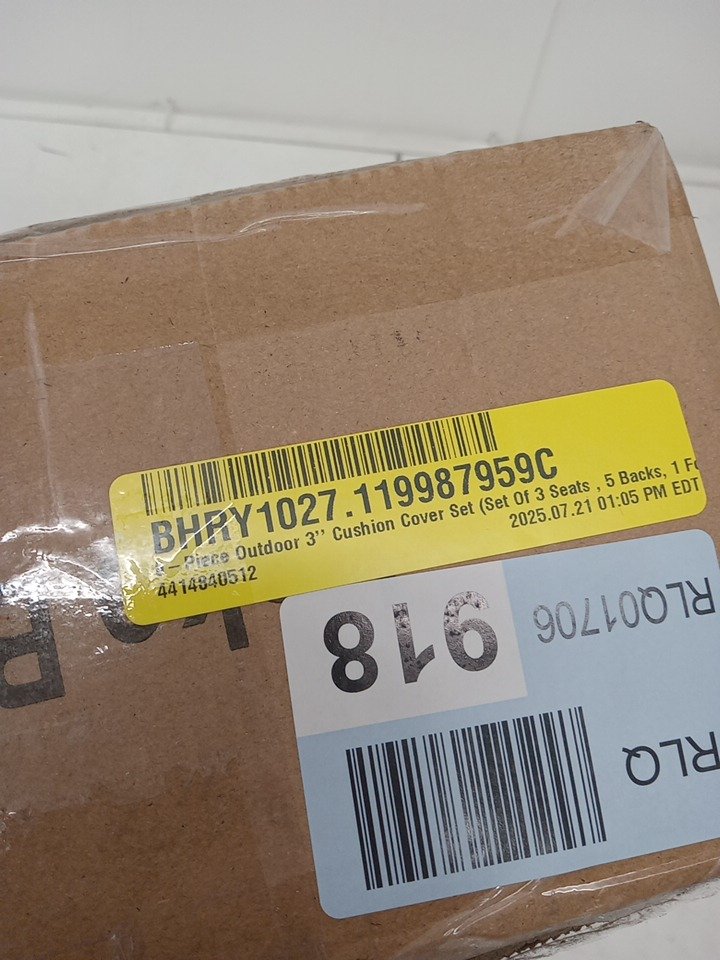 BHRY1027.119987959C
- Piece Outdoor 3'' Cushion Cover Set (Set Of 3 Seats , 5 Backs, 1
2025.07.21 01:05 PM EDT
4414840512
918
RLQ01706
RLQ